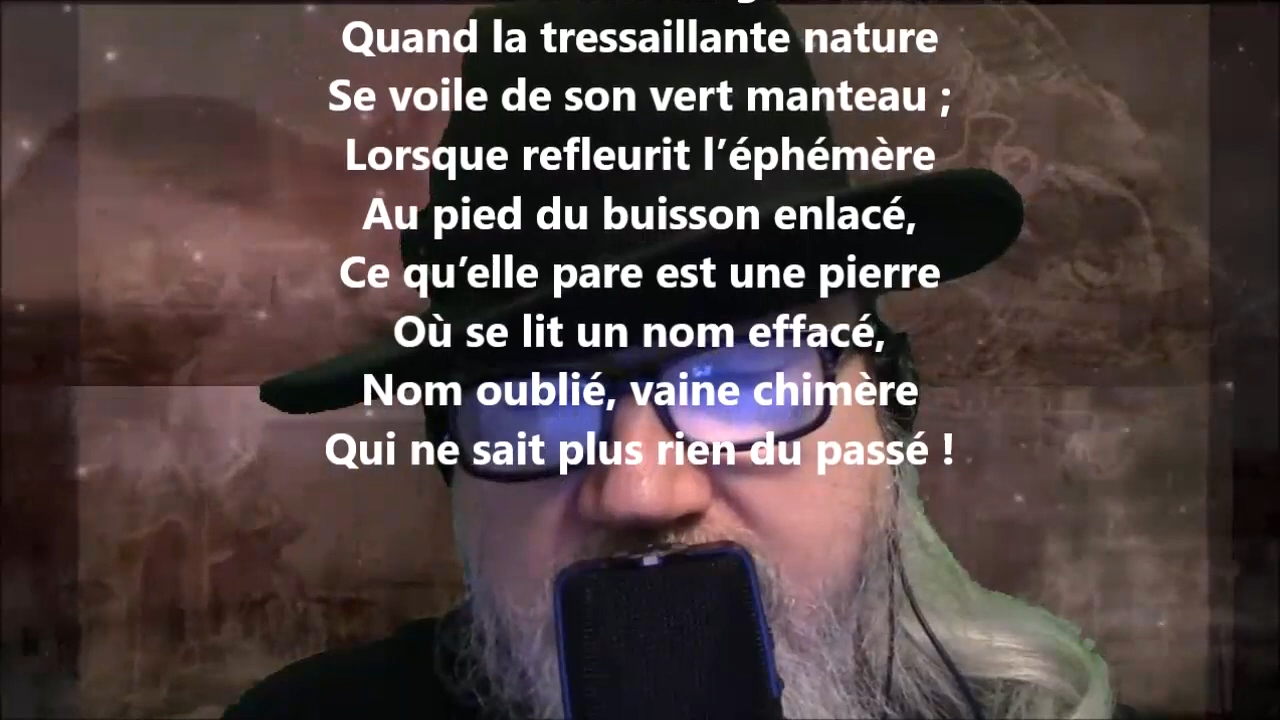 Quand la tressaillante nature
Se voile de son vert manteau ;
Lorsque refleurit l’éphémère
Au pied du buisson enlacé,
Ce qu’elle pare est une pierre
Où se lit un nom effacé,
Nom oublié, vaine chimère
Qui ne sait plus rien du passé !